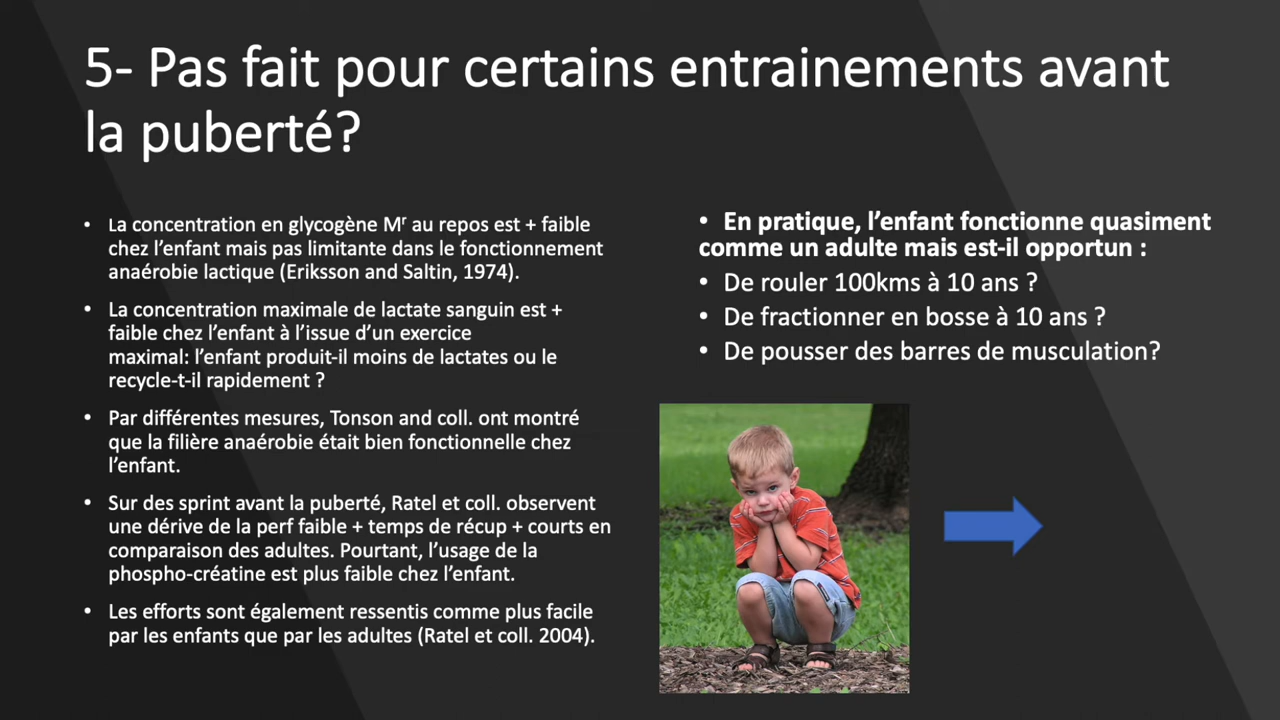 5- Pas fait pour certains entrainements avant
la puberté?
• La concentration en glycogène Mʳ au repos est + faible
chez l’enfant mais pas limitante dans le fonctionnement
anaérobie lactique (Eriksson and Saltin, 1974).
• La concentration maximale de lactate sanguin est +
faible chez l’enfant à l’issue d’un exercice
maximal: l’enfant produit-il moins de lactates ou le
recycle-t-il rapidement ?
• Par différentes mesures, Tonson and coll. ont montré
que la filière anaérobie était bien fonctionnelle chez
l’enfant.
• Sur des sprint avant la puberté, Ratel et coll. observent
une dérive de la perf faible + temps de récup + courts en
comparaison des adultes. Pourtant, l’usage de la
phospho-créatine est plus faible chez l’enfant.
• Les efforts sont également ressentis comme plus facile
par les enfants que par les adultes (Ratel et coll. 2004).
• En pratique, l’enfant fonctionne quasiment
comme un adulte mais est-il opportun :
• De rouler 100kms à 10 ans ?
• De fractionner en bosse à 10 ans ?
• De pousser des barres de musculation?